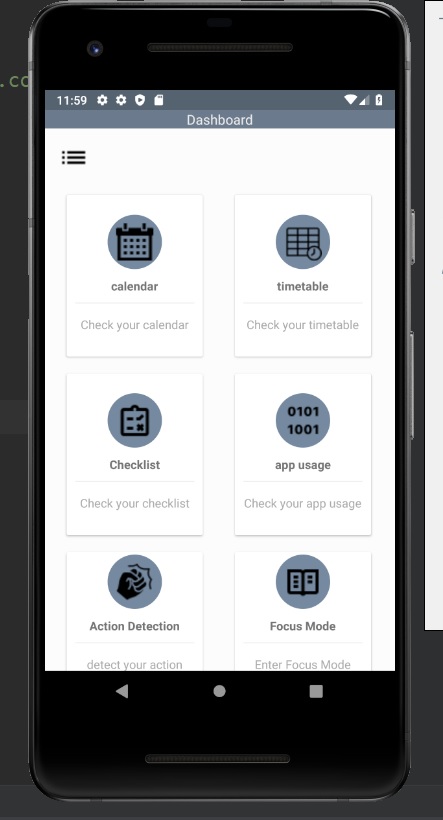 .co
11:59
Dashboard
calendar
timetable
Check your calendar
Check your timetable
0101
1001
Checklist
app usage
Check your checklist
Check your app usage
Action Detection
Focus Mode
detect your action
Enter Focus Mode